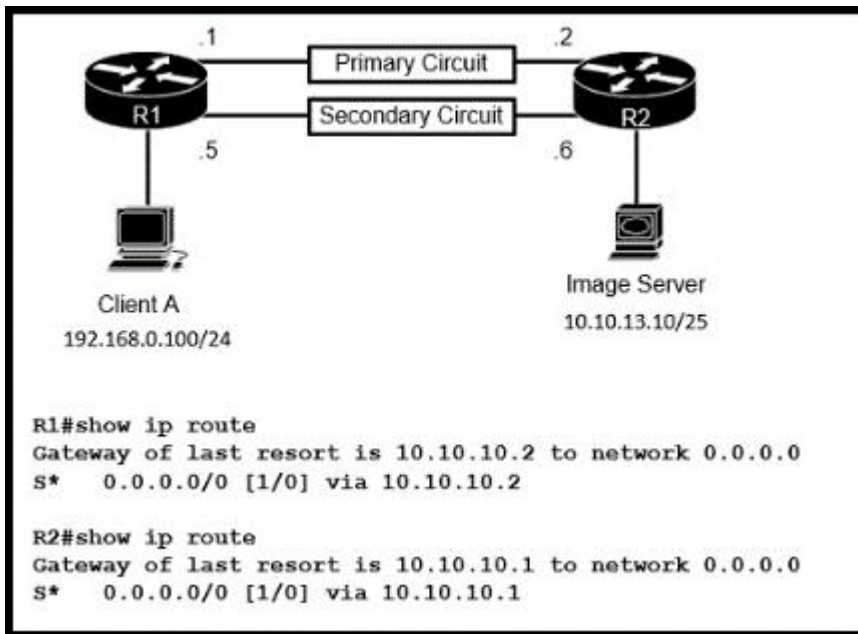 .1
.2
Primary Circuit
R1
Secondary Circuit
R2
.5
.6
Client A
192.168.0.100/24
Image Server
10.10.13.10/25
R1#show ip route
Gateway of last resort is 10.10.10.2 to network 0.0.0.0
S* 0.0.0.0/0 [1/0] via 10.10.10.2
R2#show ip route
Gateway of last resort is 10.10.10.1 to network 0.0.0.0
S* 0.0.0.0/0 [1/0] via 10.10.10.1